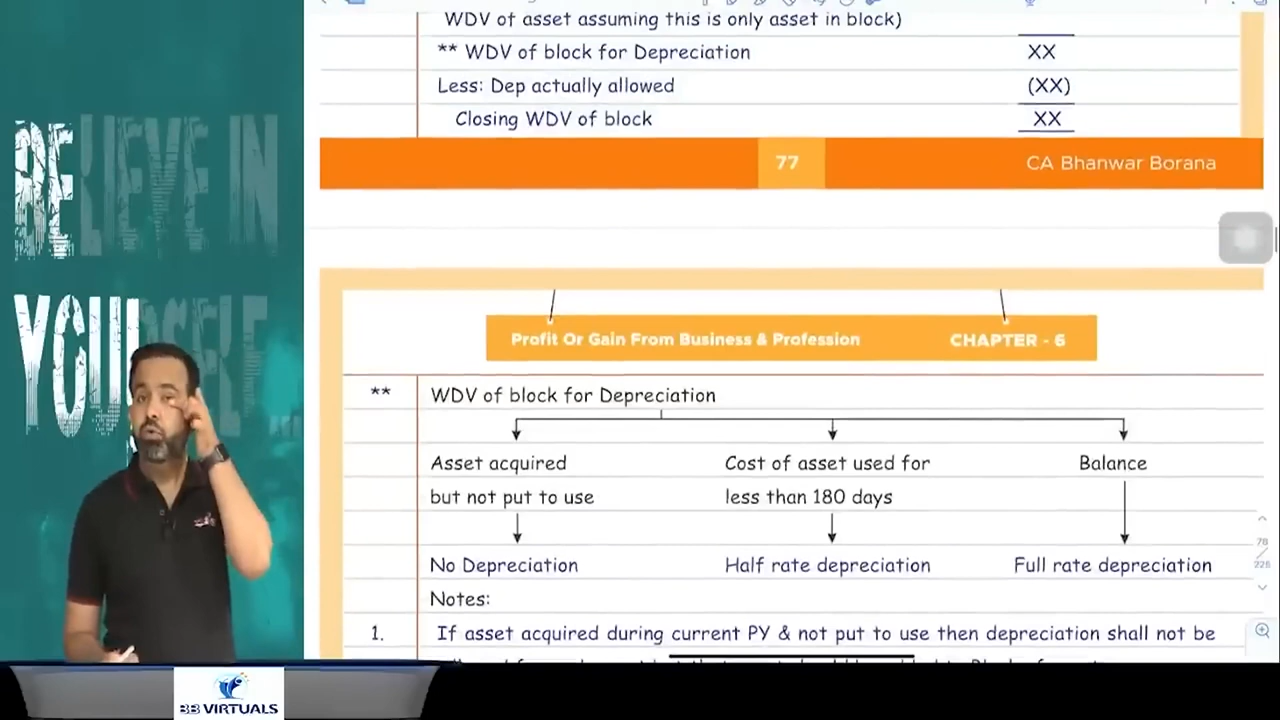 WDV of asset assuming this is only asset in block)
** WDV of block for Depreciation XX
Less: Dep actually allowed (XX)
Closing WDV of block XX
77 CA Bhanwar Borana
BELIEVE IN
Profit Or Gain From Business & Profession CHAPTER - 6
** WDV of block for Depreciation
Asset acquired Cost of asset used for Balance
but not put to use less than 180 days
No Depreciation Half rate depreciation Full rate depreciation
78
225
Notes:
1. If asset acquired during current PY & not put to use then depreciation shall not be
BB VIRTUALS